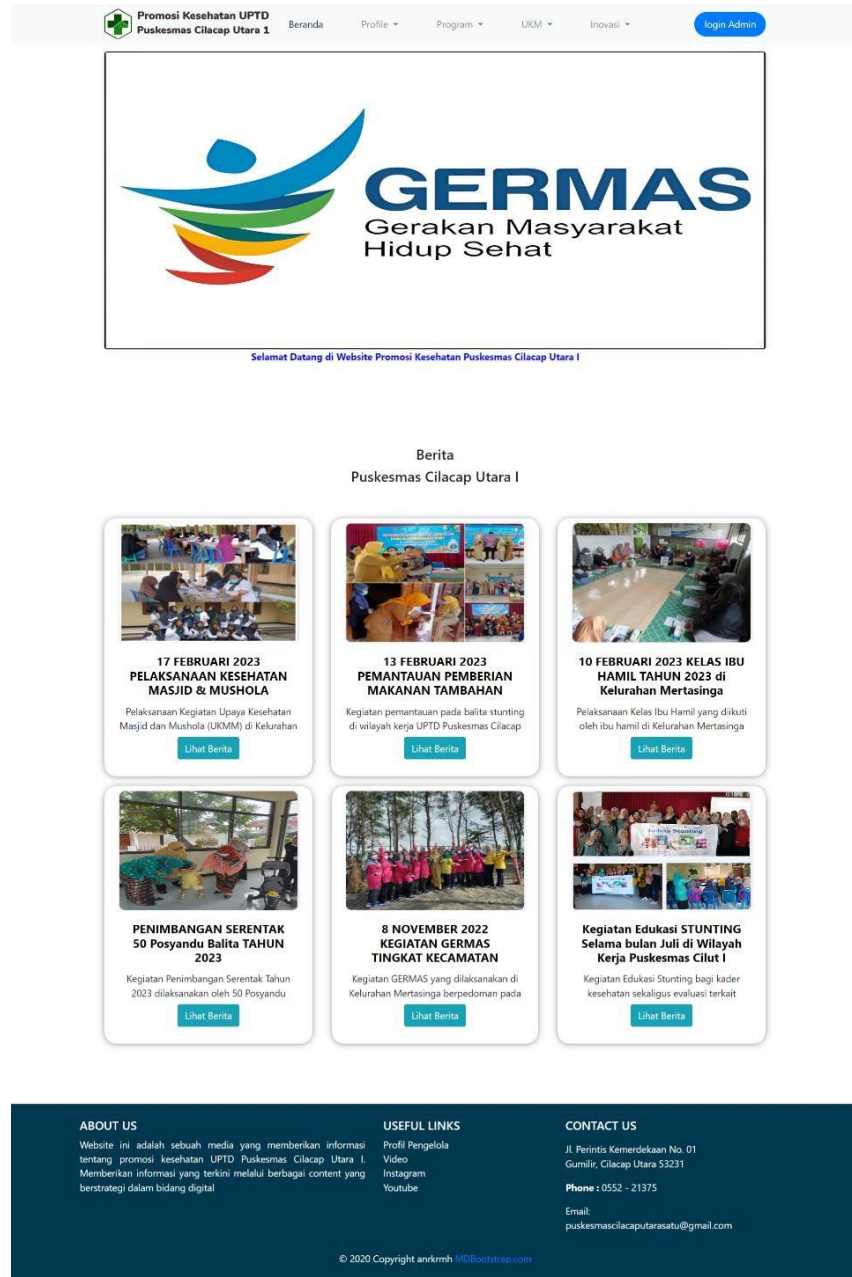 Promosi Kesehatan UPTD
Puskesmas Cilacap Utara 1
Beranda
Profile
Program
UKM
Inovasi
login Admin
GERMAS
Gerakan Masyarakat
Hidup Sehat
Selamat Datang di Website Promosi Kesehatan Puskesmas Cilacap Utara I
Berita
Puskesmas Cilacap Utara I
17 FEBRUARI 2023
PELAKSANAAN KESEHATAN
MASJID & MUSHOLA
Pelaksanaan Kegiatan Upaya Kesehatan
Masjid dan Mushola (UKMM) di Kelurahan
Lihat Berita
13 FEBRUARI 2023
PEMANTAUAN PEMBERIAN
MAKANAN TAMBAHAN
Kegiatan pemantauan pada balita stunting
di wilayah kerja UPTD Puskesmas Cilacap
Lihat Berita
10 FEBRUARI 2023 KELAS IBU
HAMIL TAHUN 2023 di
Kelurahan Mertasinga
Pelaksanaan Kelas Ibu Hamil yang diikuti
oleh ibu hamil di Kelurahan Mertasinga
Lihat Berita
PENIMBANGAN SERENTAK
50 Posyandu Balita TAHUN
2023
Kegiatan Penimbangan Serentak Tahun
2023 dilaksanakan oleh 50 Posyandu
Lihat Berita
8 NOVEMBER 2022
KEGIATAN GERMAS
TINGKAT KECAMATAN
Kegiatan GERMAS yang dilaksanakan di
Kelurahan Mertasinga berpedoman pada
Lihat Berita
Kegiatan Edukasi STUNTING
Selama bulan Juli di Wilayah
Kerja Puskesmas Cilut I
Kegiatan Edukasi Stunting bagi kader
kesehatan sekaligus evaluasi terkait
Lihat Berita
ABOUT US
Website ini adalah sebuah media yang memberikan informasi
tentang promosi kesehatan UPTD Puskesmas Cilacap Utara I.
Memberikan informasi yang terkini melalui berbagai content yang
berstrategi dalam bidang digital
USEFUL LINKS
Profil Pengelola
Video
Instagram
Youtube
CONTACT US
Jl. Perintis Kemerdekaan No. 01
Gumilir, Cilacap Utara 53231
Phone : 0552 - 21375
Email:
puskesmascilacaputarasatu@gmail.com
© 2020 Copyright anrkrmh MDBootstrap.com